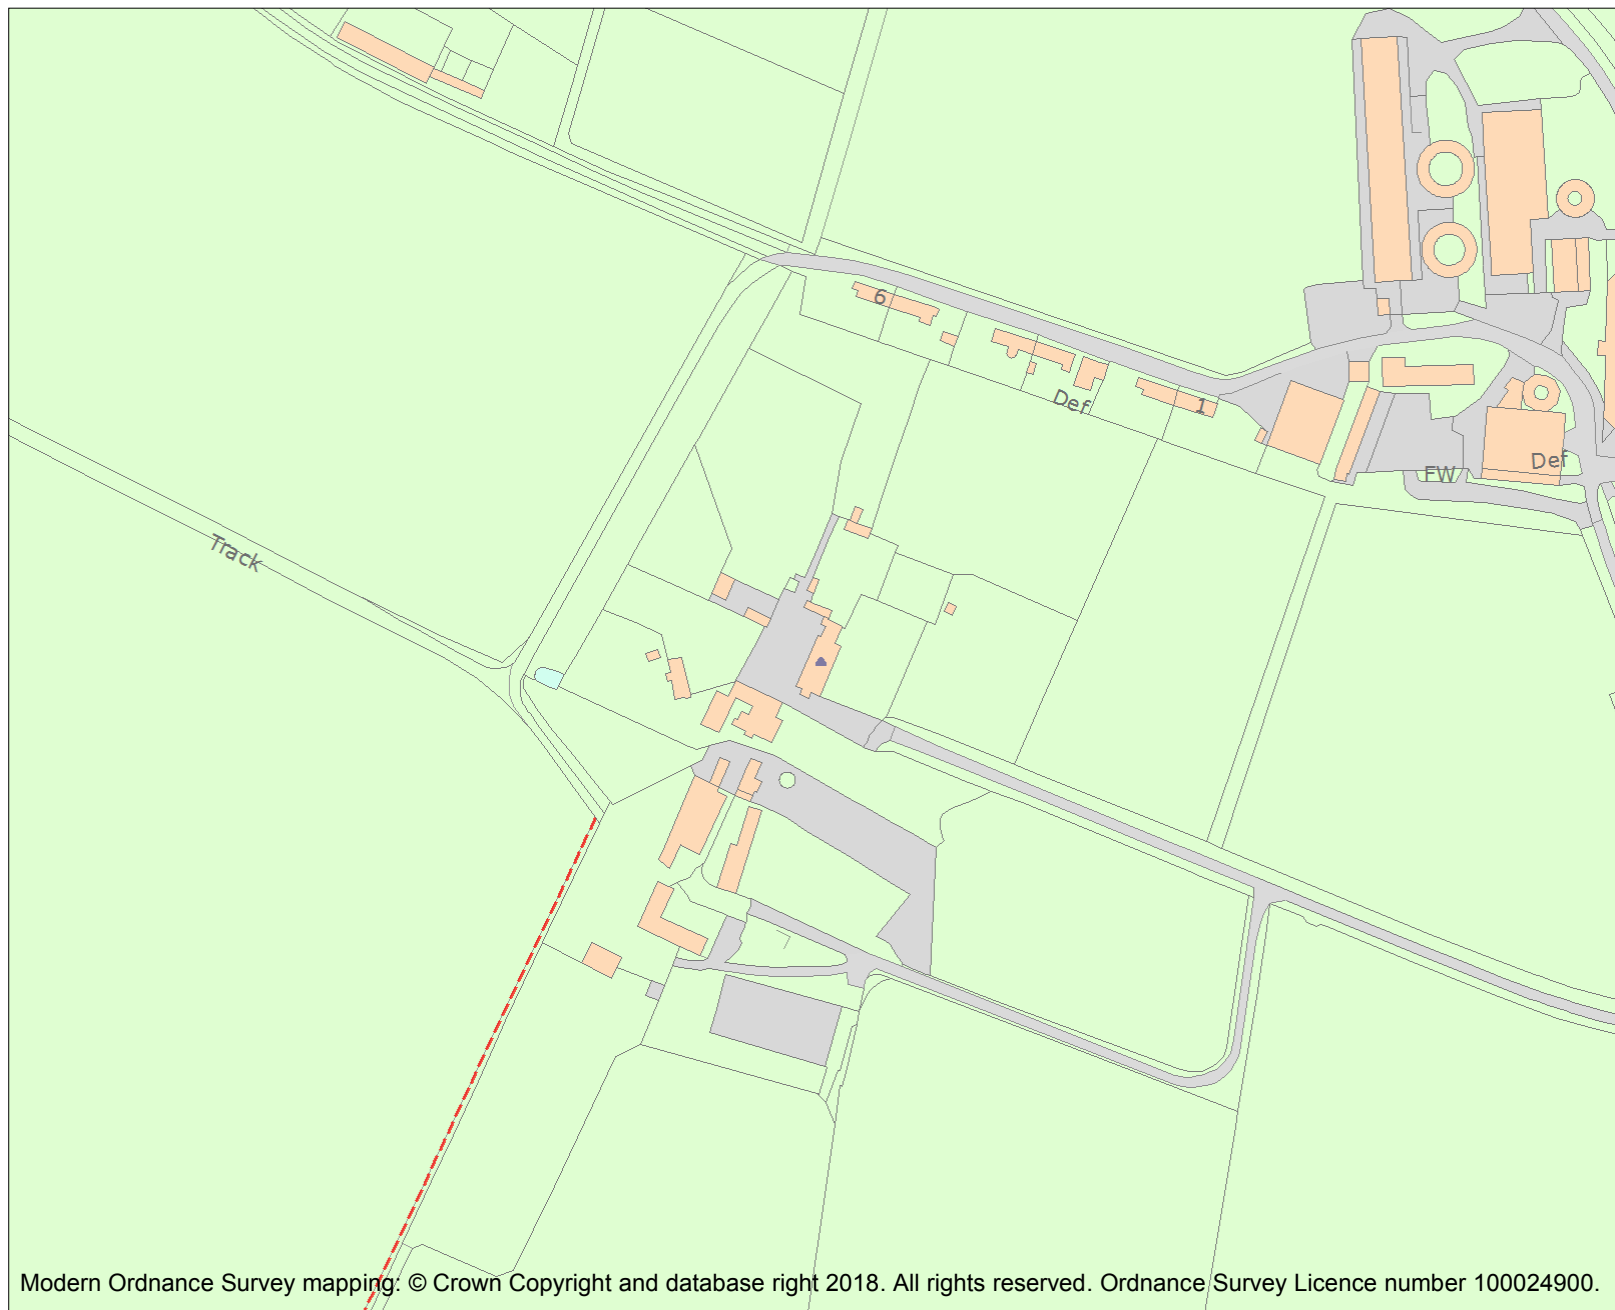 6
Def
1
Def
FW
Track
Modern Ordnance Survey mapping: © Crown Copyright and database right 2018. All rights reserved. Ordnance Survey Licence number 100024900.